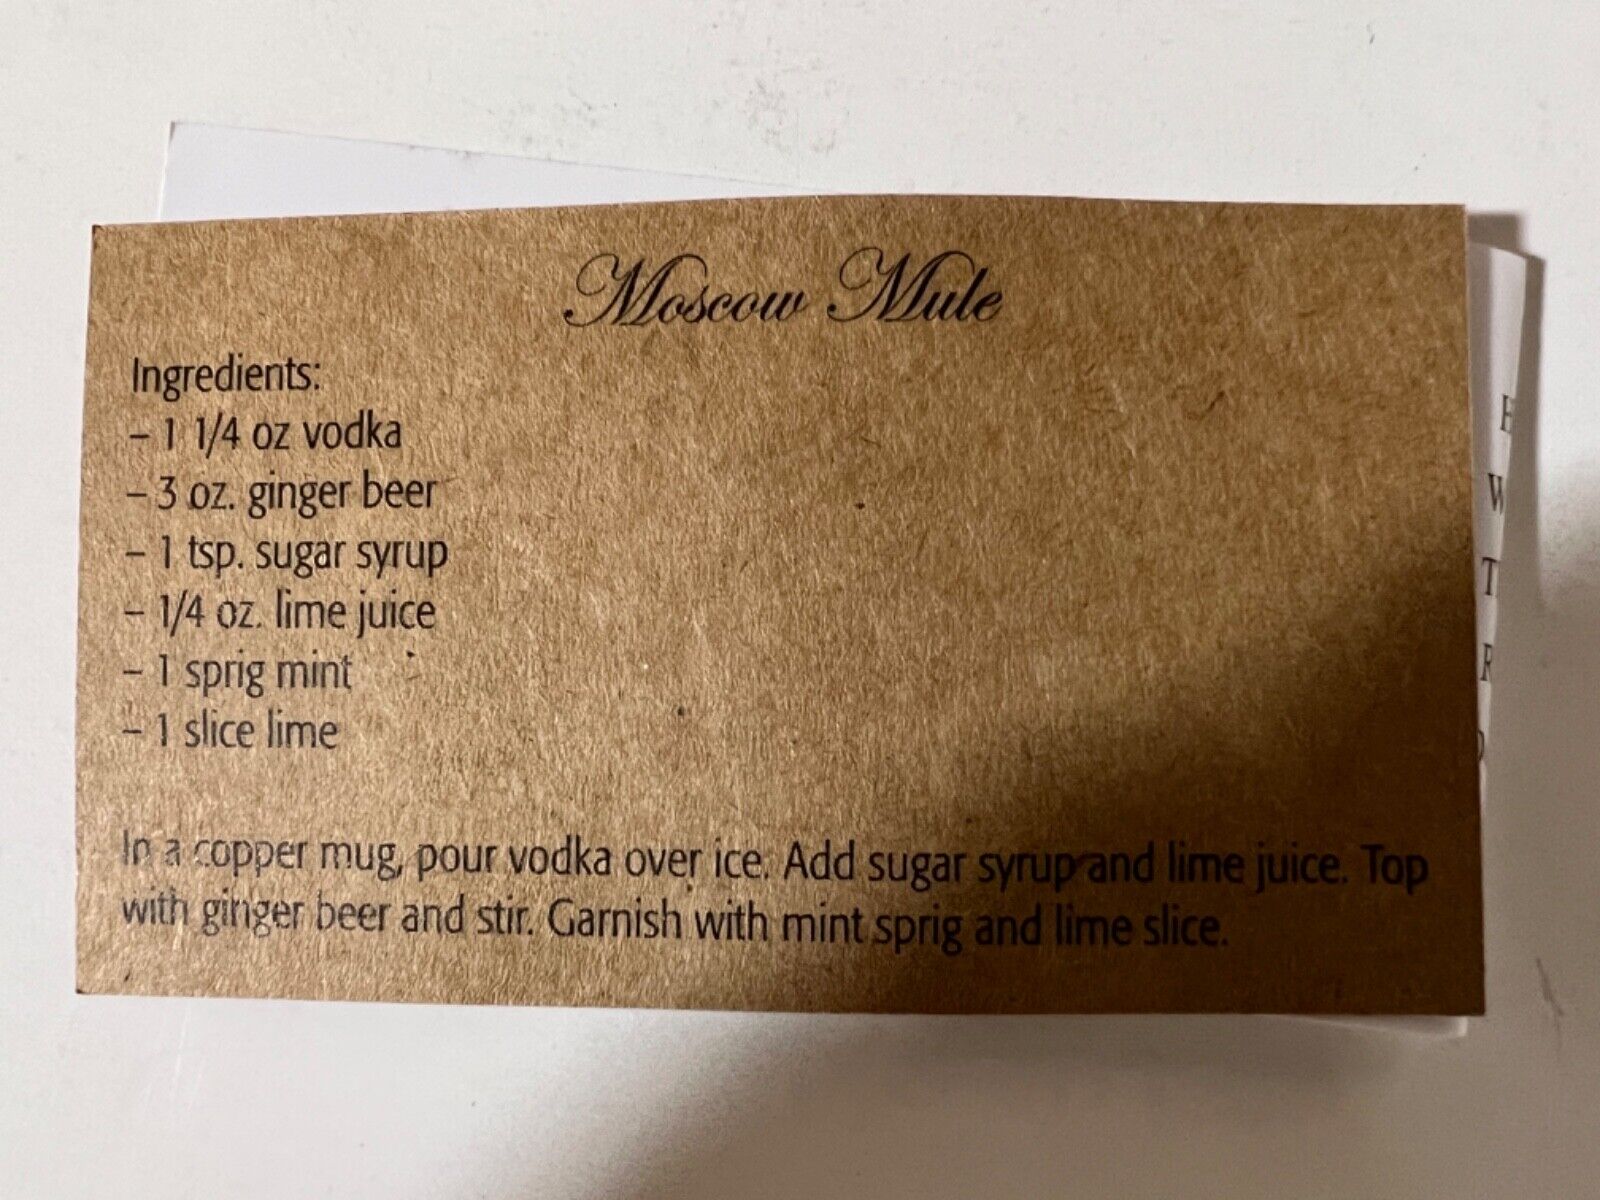 Moscow Mule
Ingredients:
– 1 1/4 oz vodka
– 3 oz. ginger beer
– 1 tsp. sugar syrup
– 1/4 oz. lime juice
– 1 sprig mint
– 1 slice lime
In a copper mug, pour vodka over ice. Add sugar syrup and lime juice. Top
with ginger beer and stir. Garnish with mint sprig and lime slice.
W
T
R